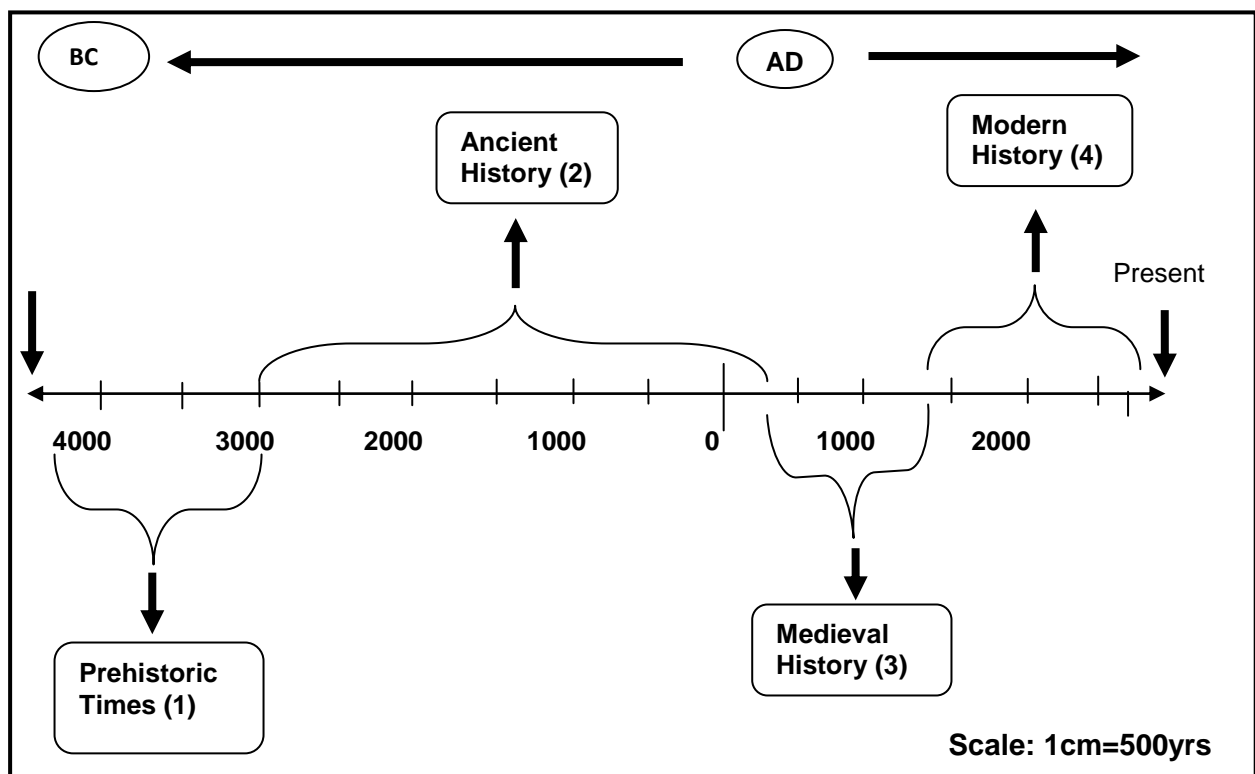 BC
AD
Ancient
History (2)
Modern
History (4)
Present
4000 3000 2000 1000 0 1000 2000
Prehistoric
Times (1)
Medieval
History (3)
Scale: 1cm=500yrs